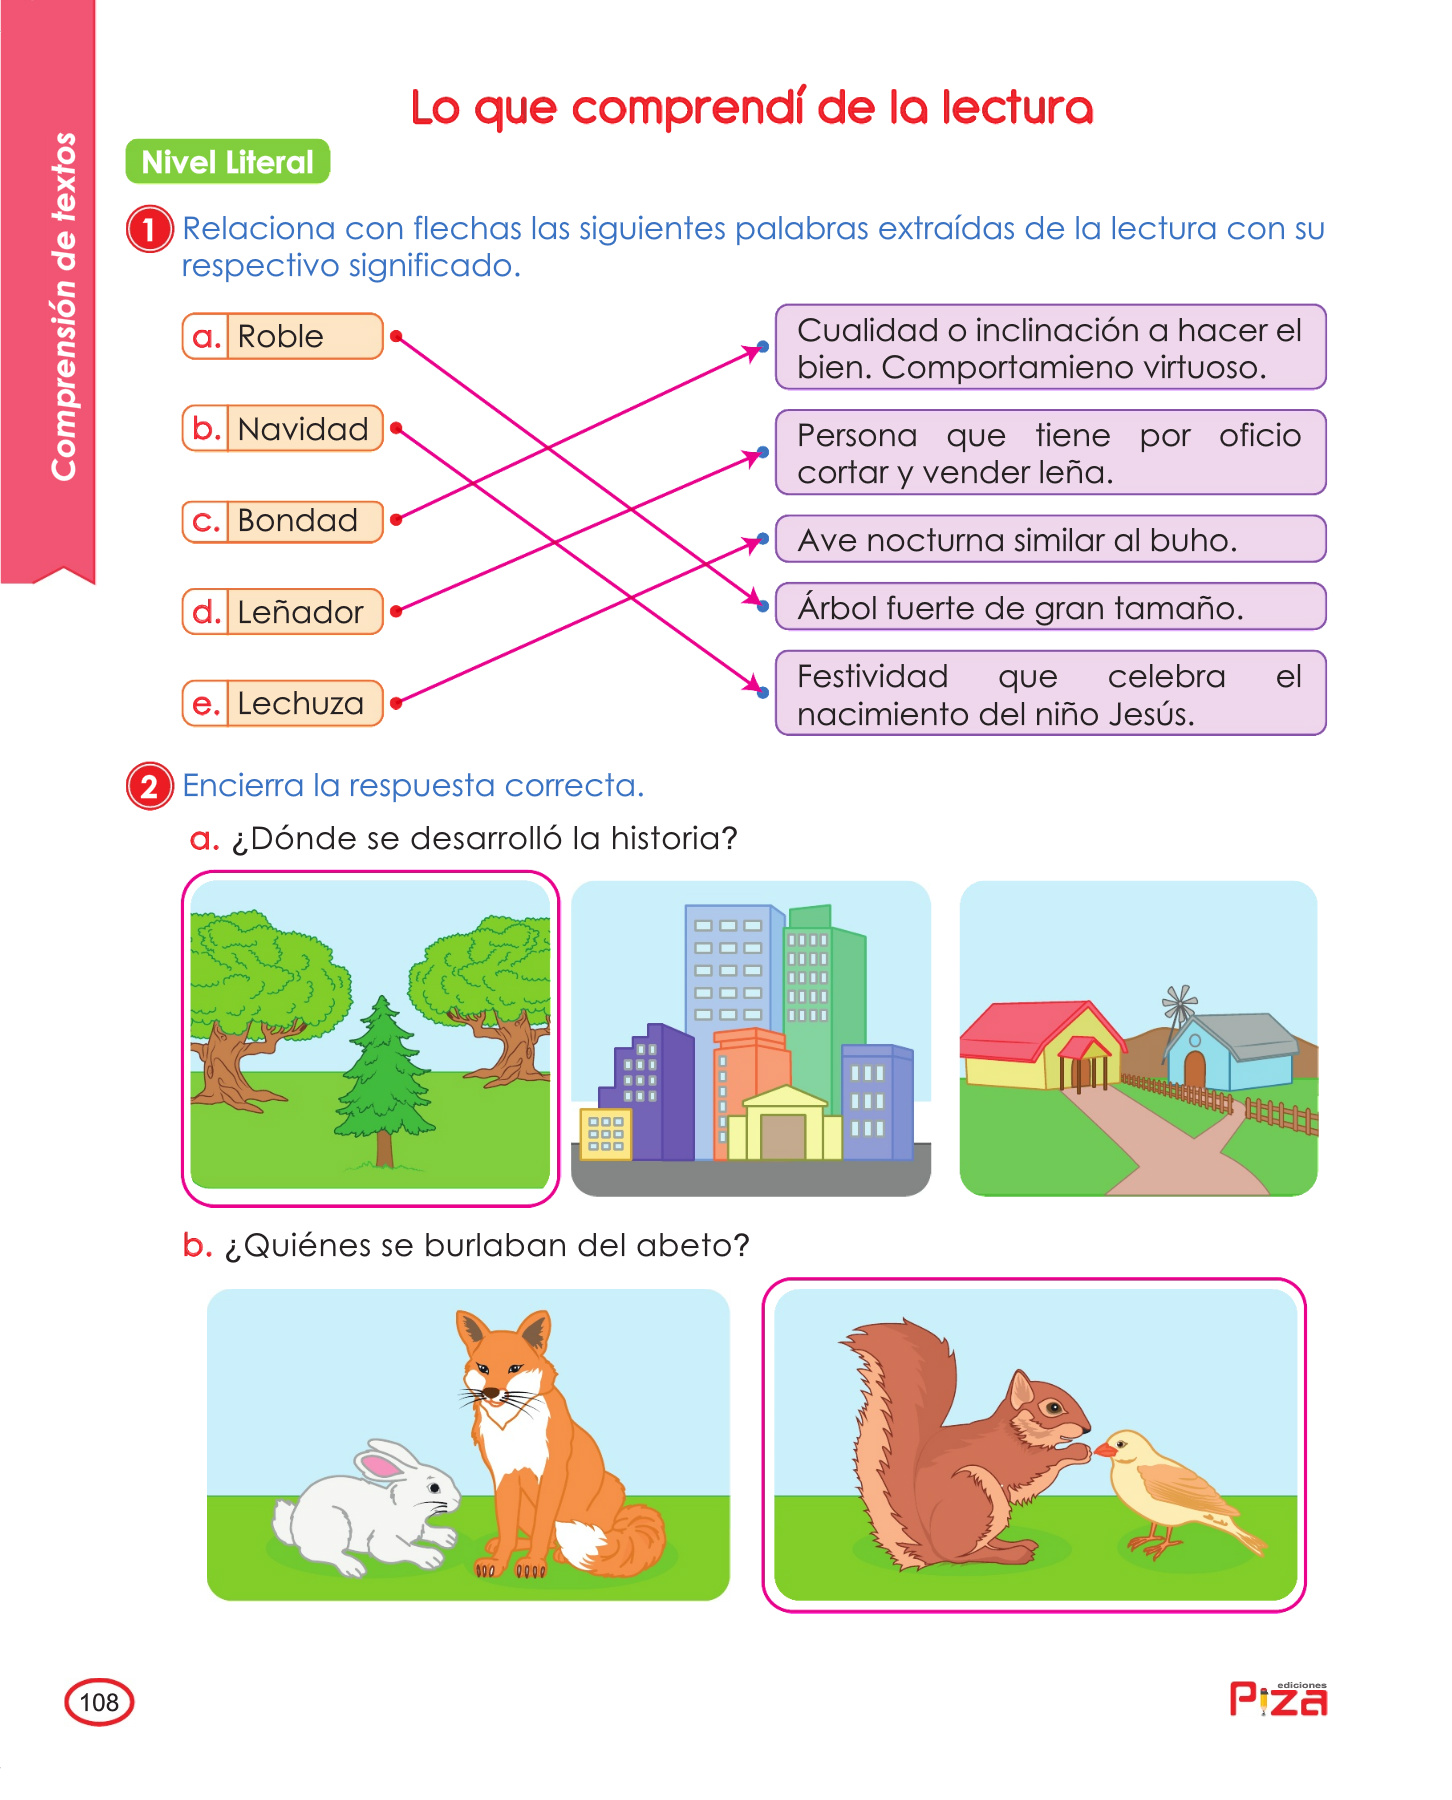 Comprensión de textos
Lo que comprendí de la lectura
Nivel Literal
1 Relaciona con flechas las siguientes palabras extraídas de la lectura con su
respectivo significado.
a. Roble
b. Navidad
c. Bondad
d. Leñador
e. Lechuza
Cualidad o inclinación a hacer el
bien. Comportamieno virtuoso.
Persona que tiene por oficio
cortar y vender leña.
Ave nocturna similar al buho.
Árbol fuerte de gran tamaño.
Festividad que celebra el
nacimiento del niño Jesús.
2 Encierra la respuesta correcta.
a. ¿Dónde se desarrolló la historia?
b. ¿Quiénes se burlaban del abeto?
108
ediciones
Piza